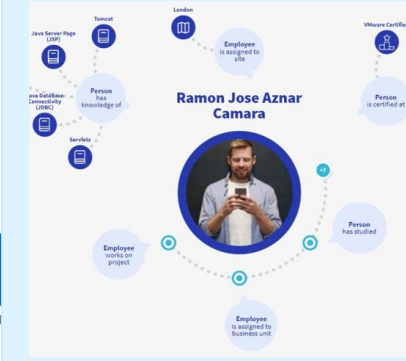 London
Tomcat
VMware Certifie
Java Server Page
(JSP)
Employee
is assigned to
site
Person
has
knowledge of
ava DataBase
Connectivity
(JDBC)
Person
is certified at
Ramon Jose Aznar
Camara
Servlets
+7
Person
has studied
Employee
works on
project
Employee
is assigned to
business unit